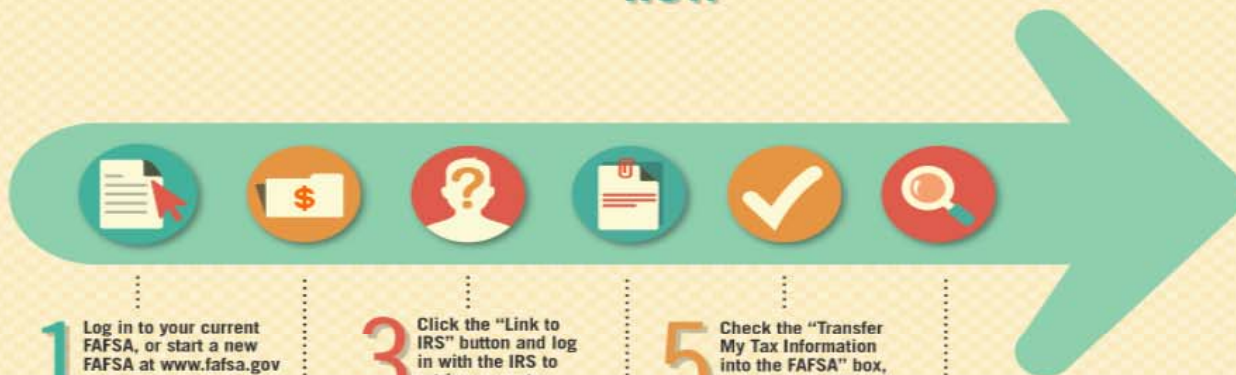 1
Log in to your current
FAFSA, or start a new
FAFSA at www.fafsa.gov
3
Click the “Link to
IRS” button and log
in with the IRS to
5
Check the “Transfer
My Tax Information
into the FAFSA” box,
$
?